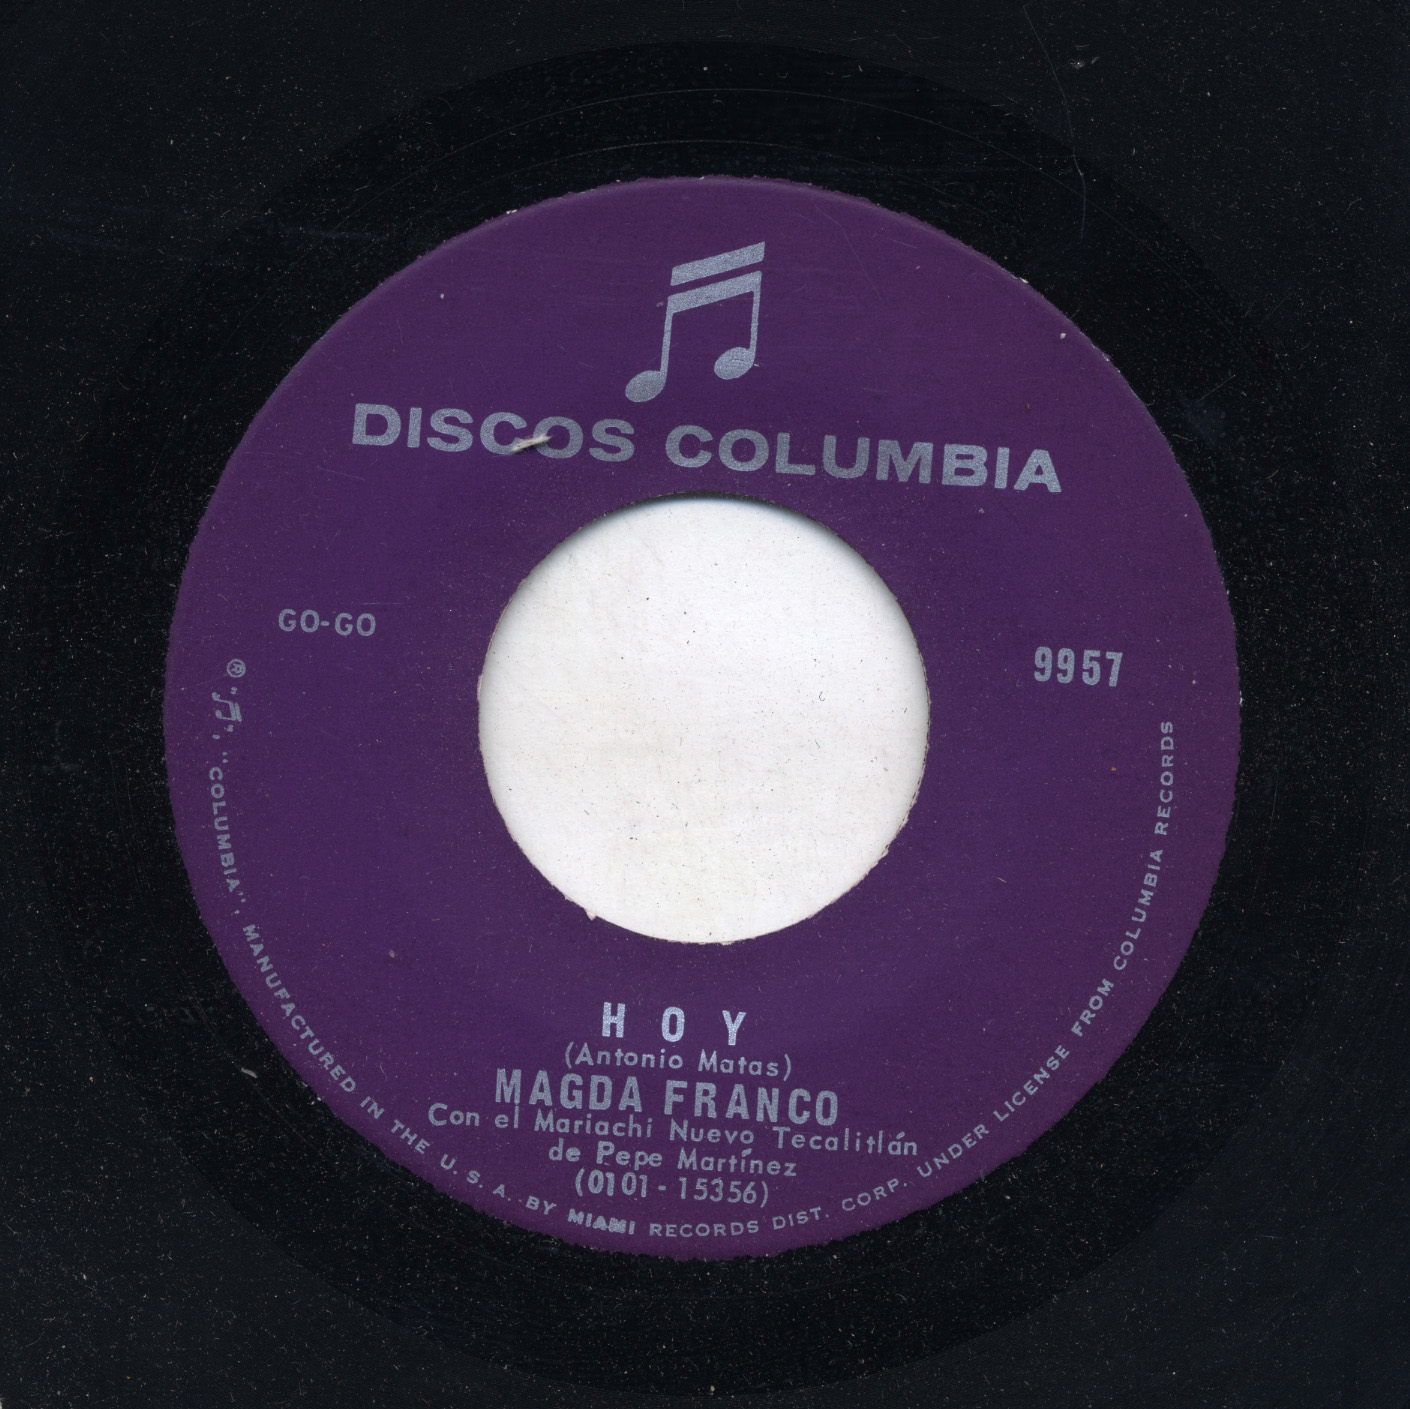 DISCOS COLUMBIA
GO-GO
9957
H O Y
(Antonio Matas)
MAGDA FRANCO
Con el Mariachi Nuevo Tecalitlán
de Pepe Martínez
(0101-15356)
® "♫", "COLUMBIA", MANUFACTURED IN THE U. S. A. BY MIAMI RECORDS DIST. CORP. UNDER LICENSE FROM COLUMBIA RECORDS